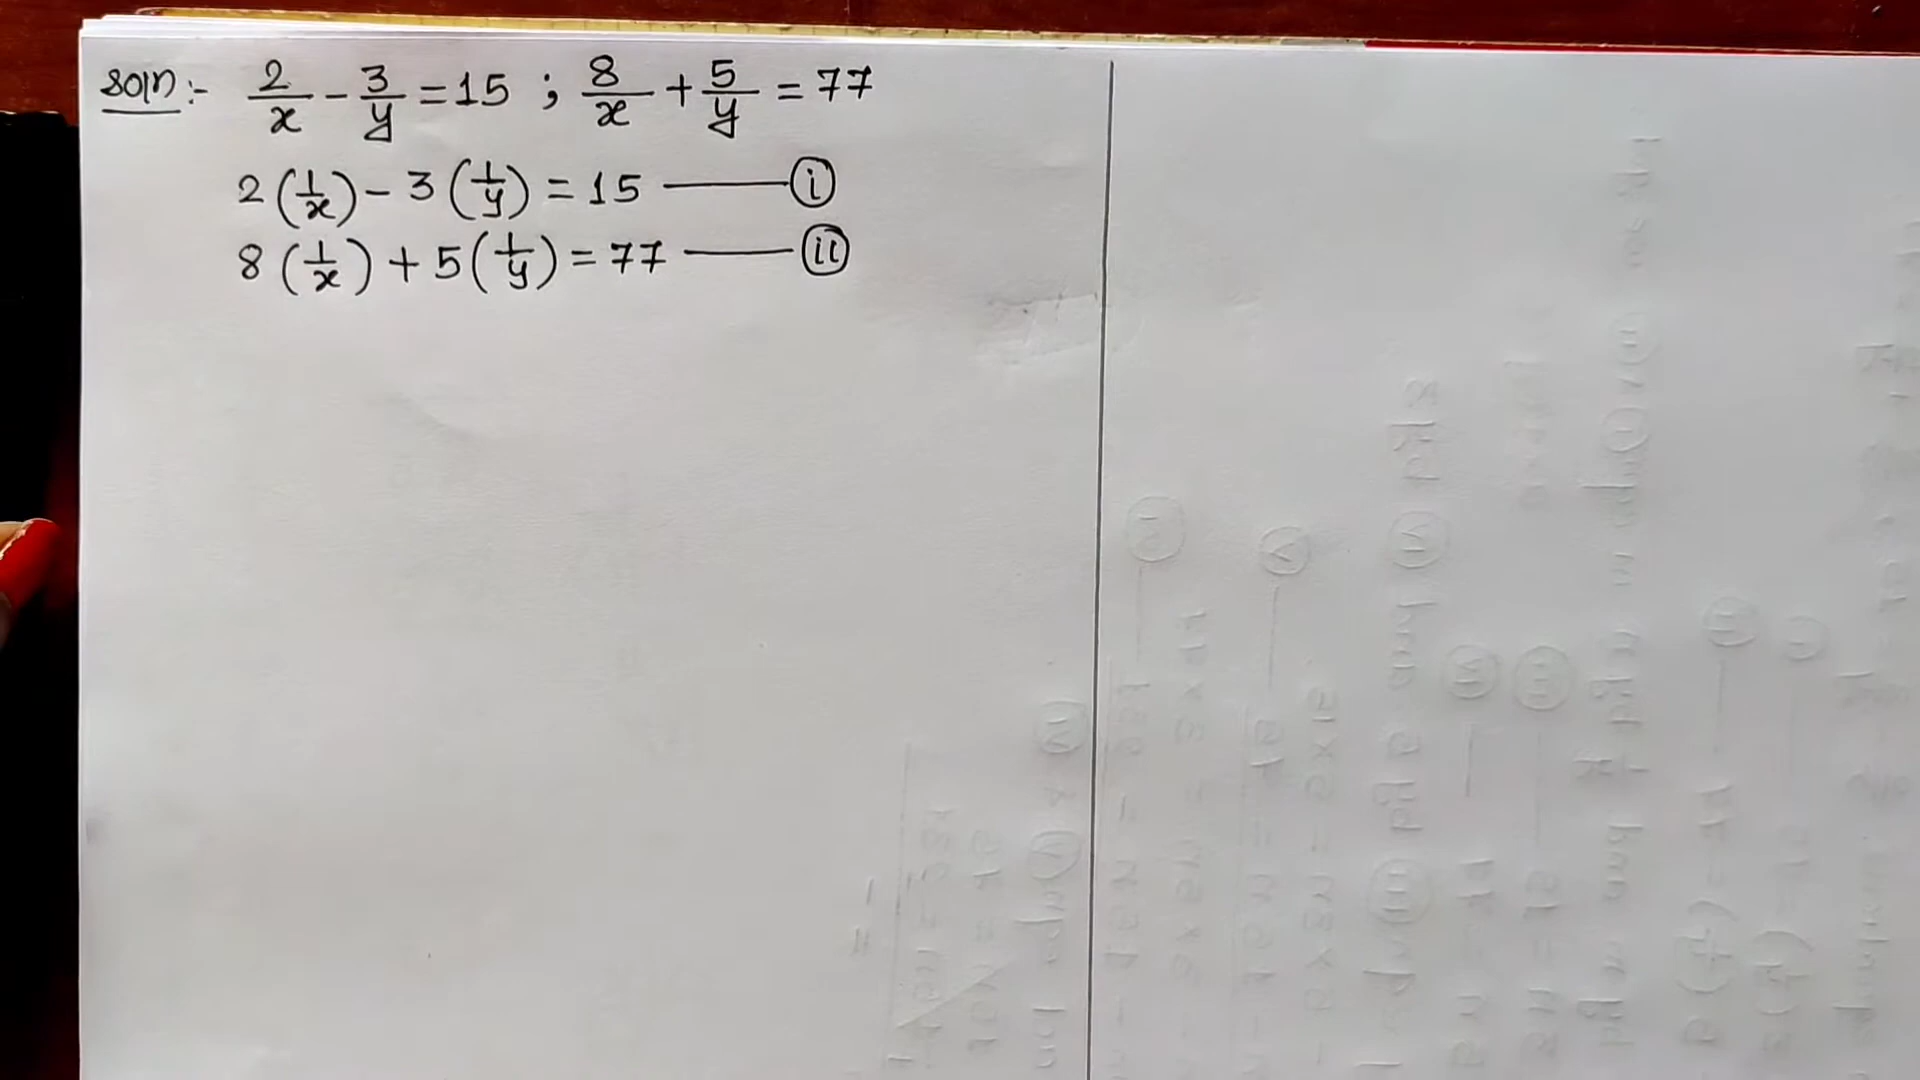 soln:- 2/x - 3/y = 15 ; 8/x + 5/y = 77
2(1/x) - 3(1/y) = 15 —— (i)
8(1/x) + 5(1/y) = 77 —— (ii)